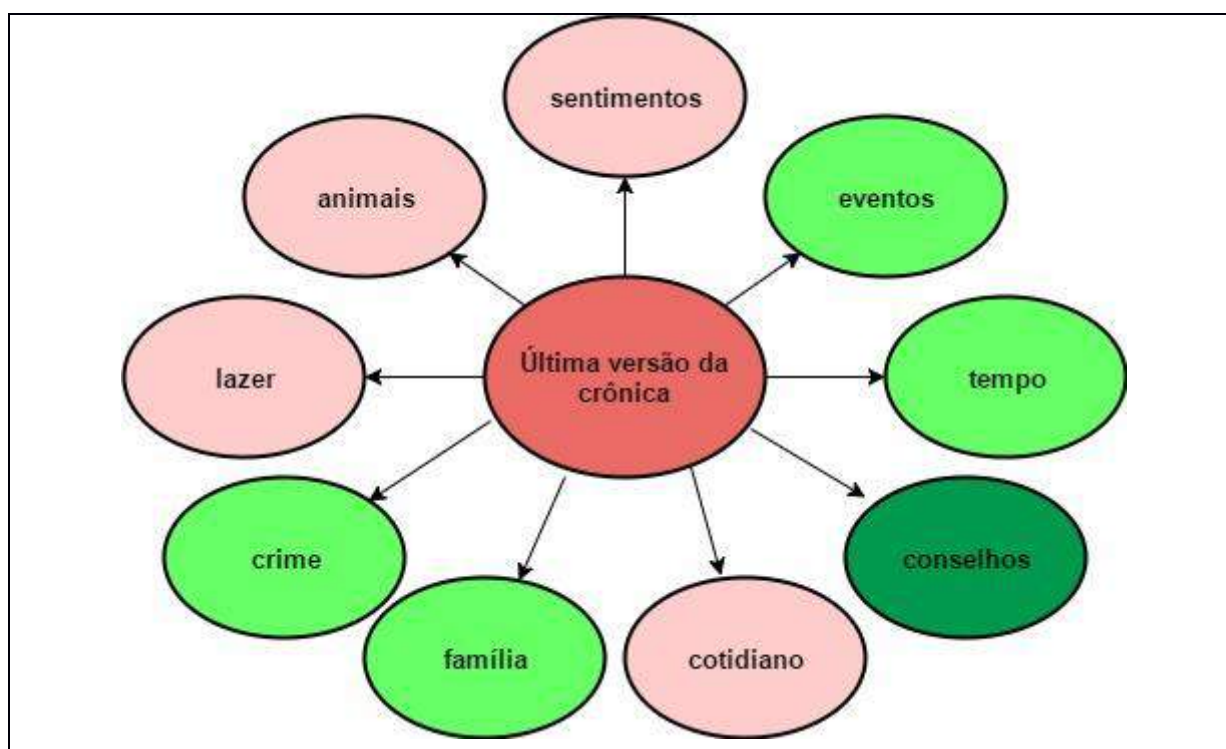 sentimentos
animais
eventos
lazer
Última versão da
crônica
tempo
crime
conselhos
família
cotidiano